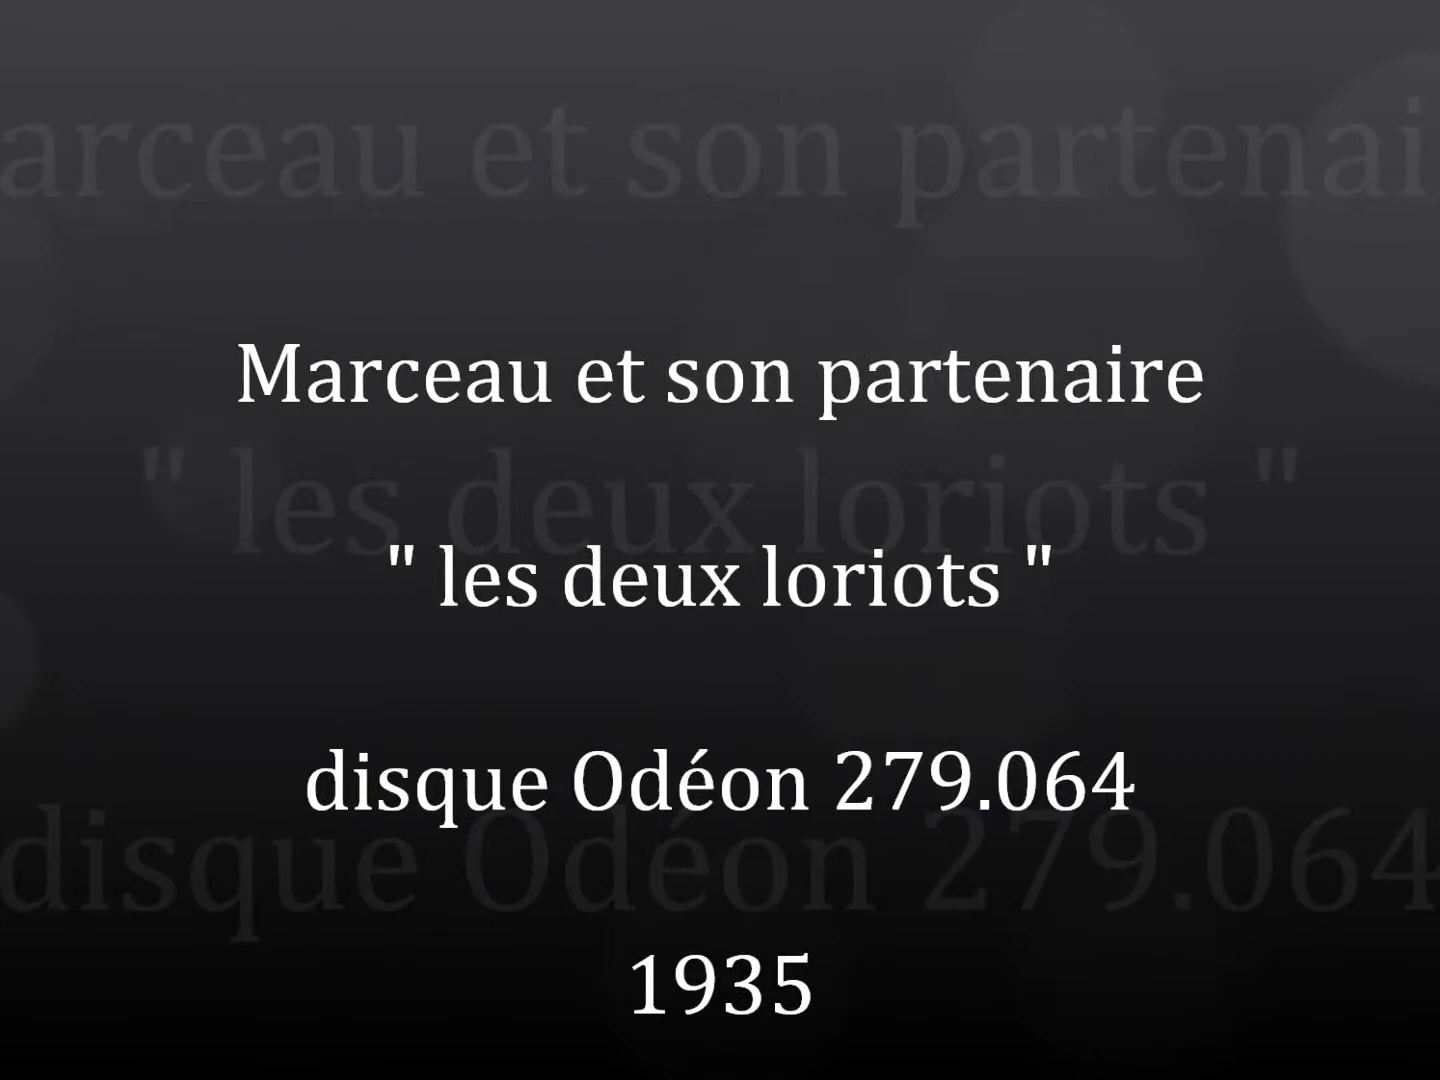 Marceau et son partenaire
" les deux loriots "
disque Odéon 279.064
1935